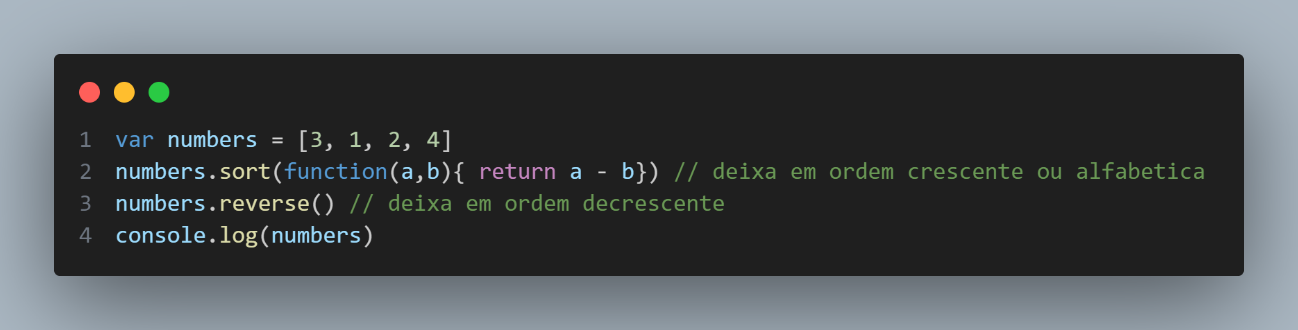 1 var numbers = [3, 1, 2, 4]
2 numbers.sort(function(a,b){ return a - b}) // deixa em ordem crescente ou alfabetica
3 numbers.reverse() // deixa em ordem decrescente
4 console.log(numbers)